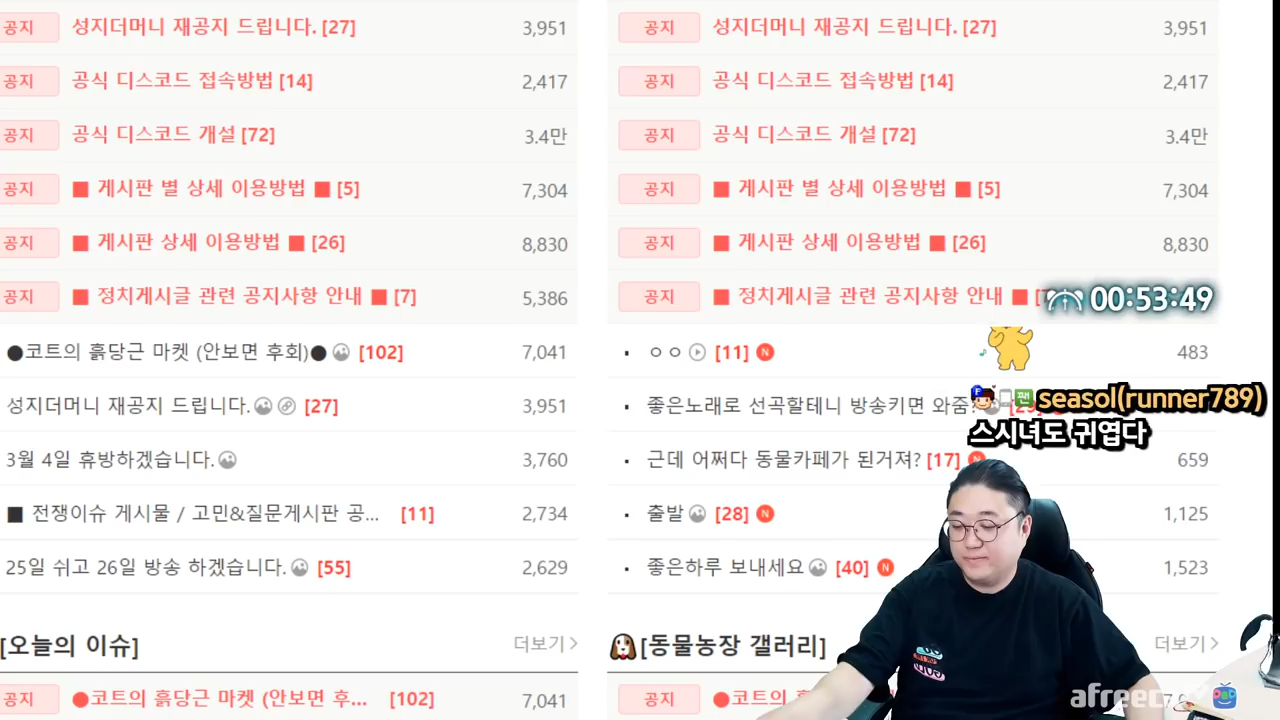 공지 성지더머니 재공지 드립니다. [27] 3,951
공지 공식 디스코드 접속방법 [14] 2,417
공지 공식 디스코드 개설 [72] 3.4만
공지 ■ 게시판 별 상세 이용방법 ■ [5] 7,304
공지 ■ 게시판 상세 이용방법 ■ [26] 8,830
공지 ■ 정치게시글 관련 공지사항 안내 ■ [7] 5,386
●코트의 흙당근 마켓 (안보면 후회)● [102] 7,041
성지더머니 재공지 드립니다. [27] 3,951
3월 4일 휴방하겠습니다. 3,760
■ 전쟁이슈 게시물 / 고민&질문게시판 공... [11] 2,734
25일 쉬고 26일 방송 하겠습니다. [55] 2,629
[오늘의 이슈] 더보기
공지 ●코트의 흙당근 마켓 (안보면 후... [102] 7,041
공지 성지더머니 재공지 드립니다. [27] 3,951
공지 공식 디스코드 접속방법 [14] 2,417
공지 공식 디스코드 개설 [72] 3.4만
공지 ■ 게시판 별 상세 이용방법 ■ [5] 7,304
공지 ■ 게시판 상세 이용방법 ■ [26] 8,830
공지 ■ 정치게시글 관련 공지사항 안내 ■
00:53:49
· ㅇㅇ [11] N 483
seasol(runner789)
스시녀도 귀엽다
· 좋은노래로 선곡할테니 방송키면 와줌?
· 근데 어쩌다 동물카페가 된거져? [17] N 659
· 출발 [28] N 1,125
· 좋은하루 보내세요 [40] N 1,523
[동물농장 갤러리] 더보기
공지 ●코트의